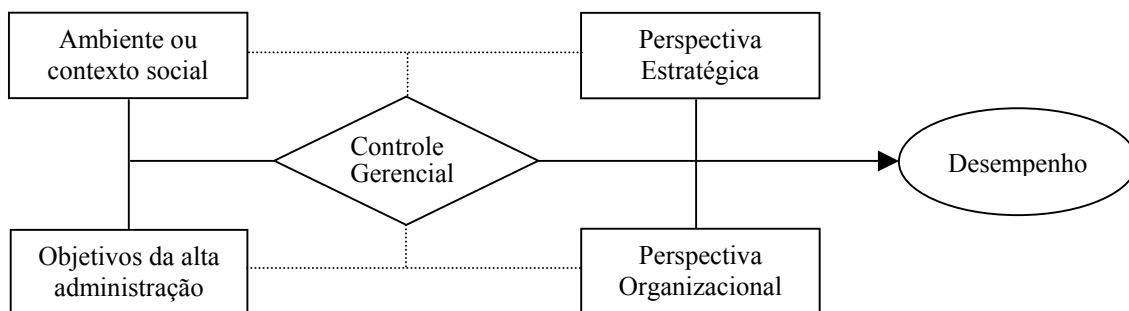 Ambiente ou
contexto social
Perspectiva
Estratégica
Controle
Gerencial
Desempenho
Objetivos da alta
administração
Perspectiva
Organizacional